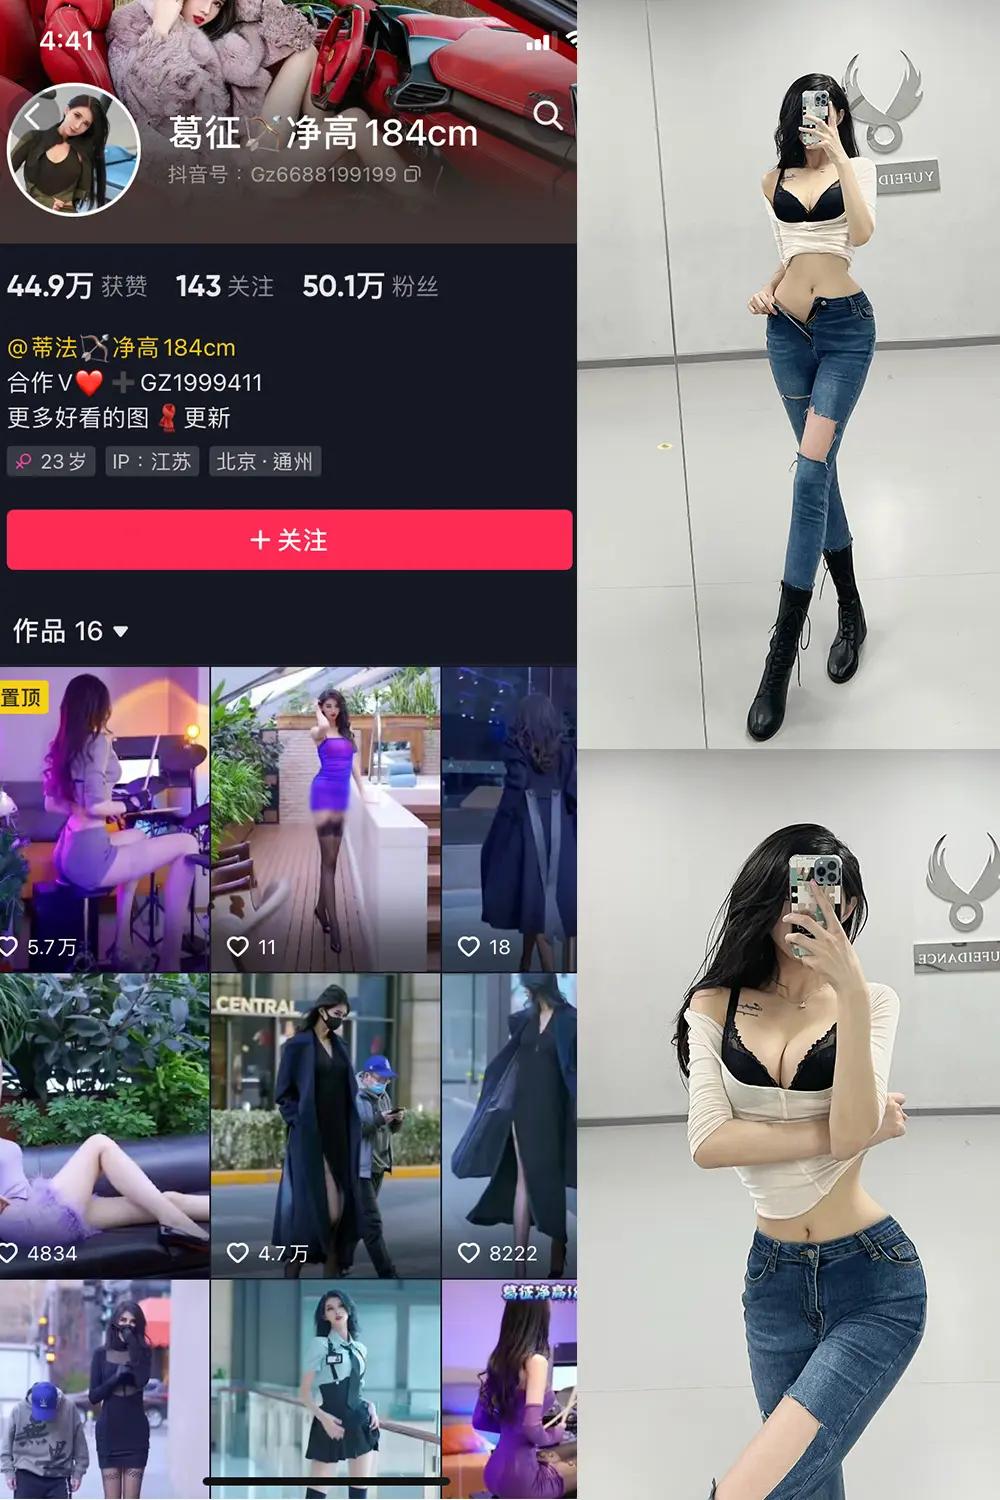 4:41
葛征🏹净高184cm
抖音号：Gz6688199199
44.9万 获赞 143 关注 50.1万 粉丝
@蒂法🏹净高184cm
合作V❤️➕GZ1999411
更多好看的图🧣更新
23岁 IP：江苏 北京·通州
+ 关注
作品 16
置顶
5.7万 11 18
CENTRAL
4834 4.7万 8222
葛征净高
YUFEID
UFEIDANCE